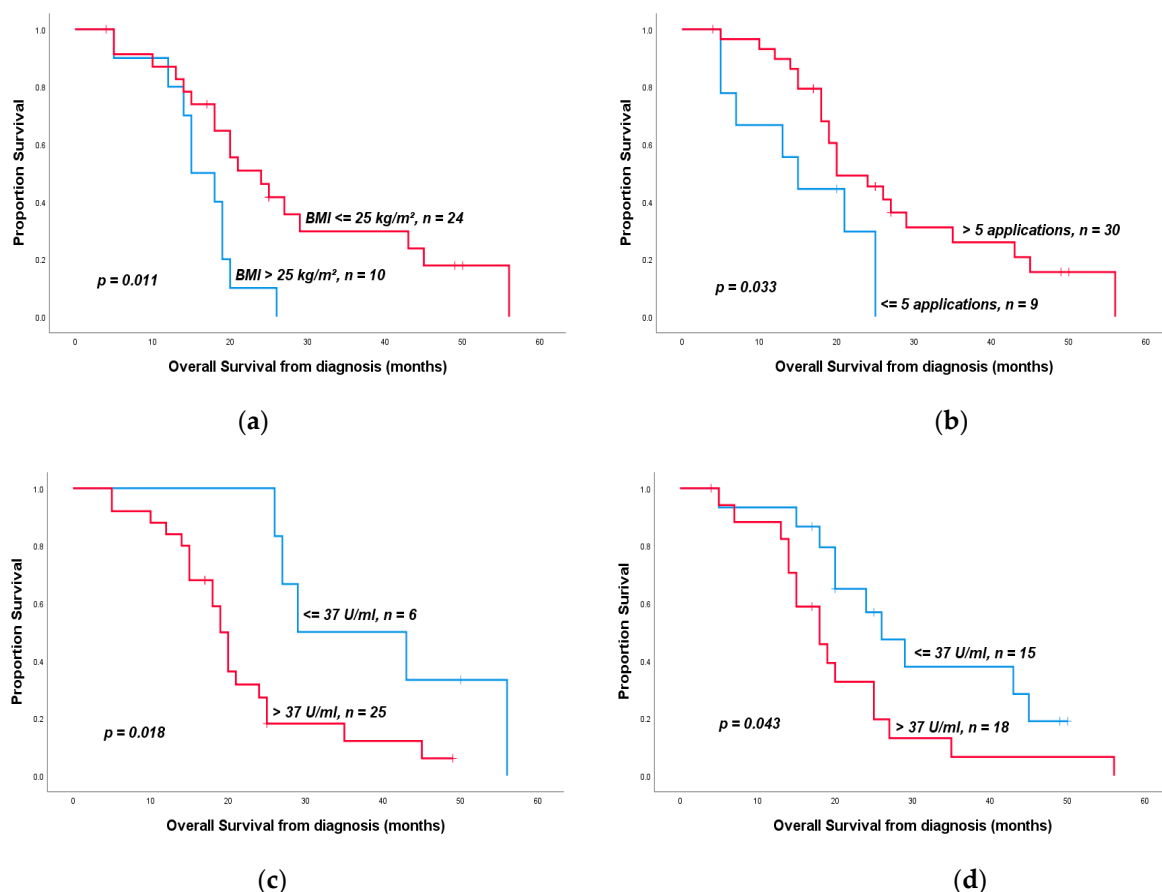 Proportion Survival
1.0
0.8
0.6
0.4
0.2
0.0
BMI <= 25 kg/m², n = 24
BMI > 25 kg/m², n = 10
p = 0.011
0 10 20 30 40 50 60
Overall Survival from diagnosis (months)
(a)
Proportion Survival
1.0
0.8
0.6
0.4
0.2
0.0
> 5 applications, n = 30
p = 0.033
<= 5 applications, n = 9
0 10 20 30 40 50 60
Overall Survival from diagnosis (months)
(b)
Proportion Survival
1.0
0.8
0.6
0.4
0.2
0.0
<= 37 U/ml, n = 6
> 37 U/ml, n = 25
p = 0.018
0 10 20 30 40 50 60
Overall Survival from diagnosis (months)
(c)
Proportion Survival
1.0
0.8
0.6
0.4
0.2
0.0
<= 37 U/ml, n = 15
> 37 U/ml, n = 18
p = 0.043
0 10 20 30 40 50 60
Overall Survival from diagnosis (months)
(d)